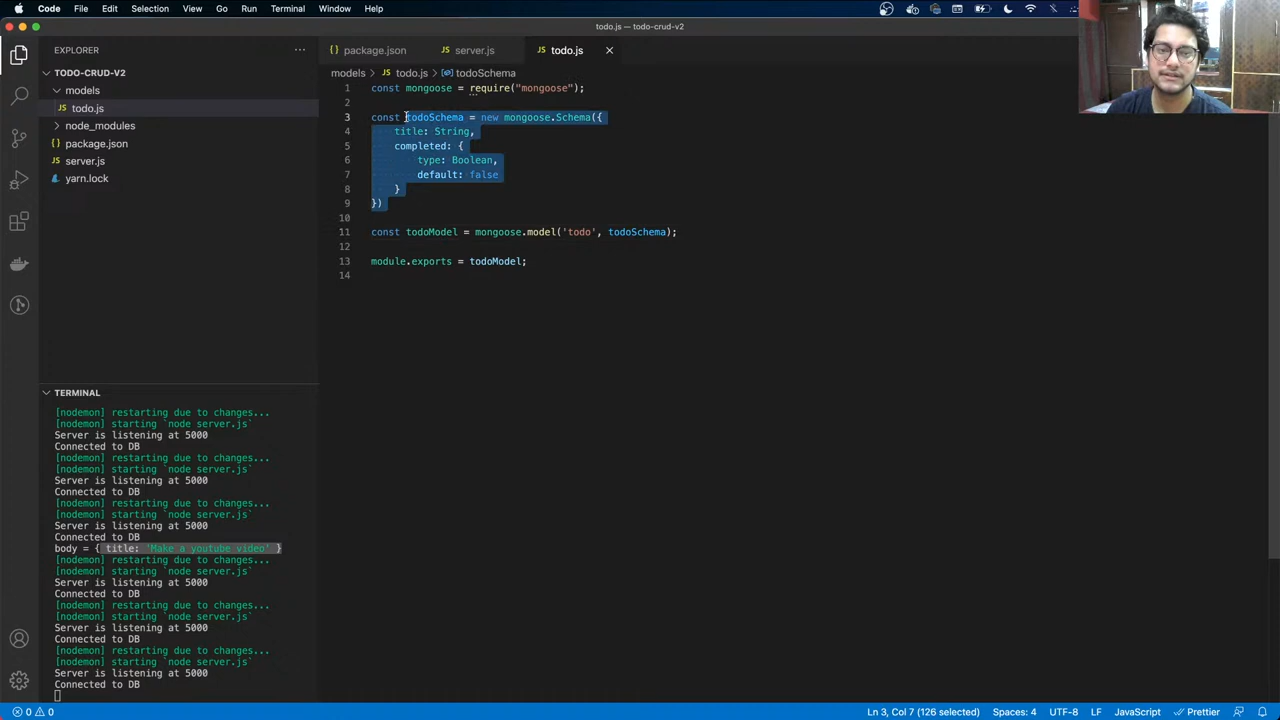 Code File Edit Selection View Go Run Terminal Window Help
todo.js — todo-crud-v2
EXPLORER
TODO-CRUD-V2
models
JS todo.js
node_modules
package.json
server.js
yarn.lock
package.json
JS server.js
JS todo.js
models › JS todo.js › todoSchema
1 const mongoose = require("mongoose");
2
3 const todoSchema = new mongoose.Schema({
4 title: String,
5 completed: {
6 type: Boolean,
7 default: false
8 }
9 })
10
11 const todoModel = mongoose.model('todo', todoSchema);
12
13 module.exports = todoModel;
14
TERMINAL
[nodemon] restarting due to changes...
[nodemon] starting `node server.js`
Server is listening at 5000
Connected to DB
[nodemon] restarting due to changes...
[nodemon] starting `node server.js`
Server is listening at 5000
Connected to DB
[nodemon] restarting due to changes...
[nodemon] starting `node server.js`
Server is listening at 5000
Connected to DB
body = { title: 'Make a youtube video' }
[nodemon] restarting due to changes...
[nodemon] starting `node server.js`
Server is listening at 5000
Connected to DB
[nodemon] restarting due to changes...
[nodemon] starting `node server.js`
Server is listening at 5000
Connected to DB
[nodemon] restarting due to changes...
[nodemon] starting `node server.js`
Server is listening at 5000
Connected to DB
0 0
Ln 3, Col 7 (126 selected) Spaces: 4 UTF-8 LF JavaScript Prettier